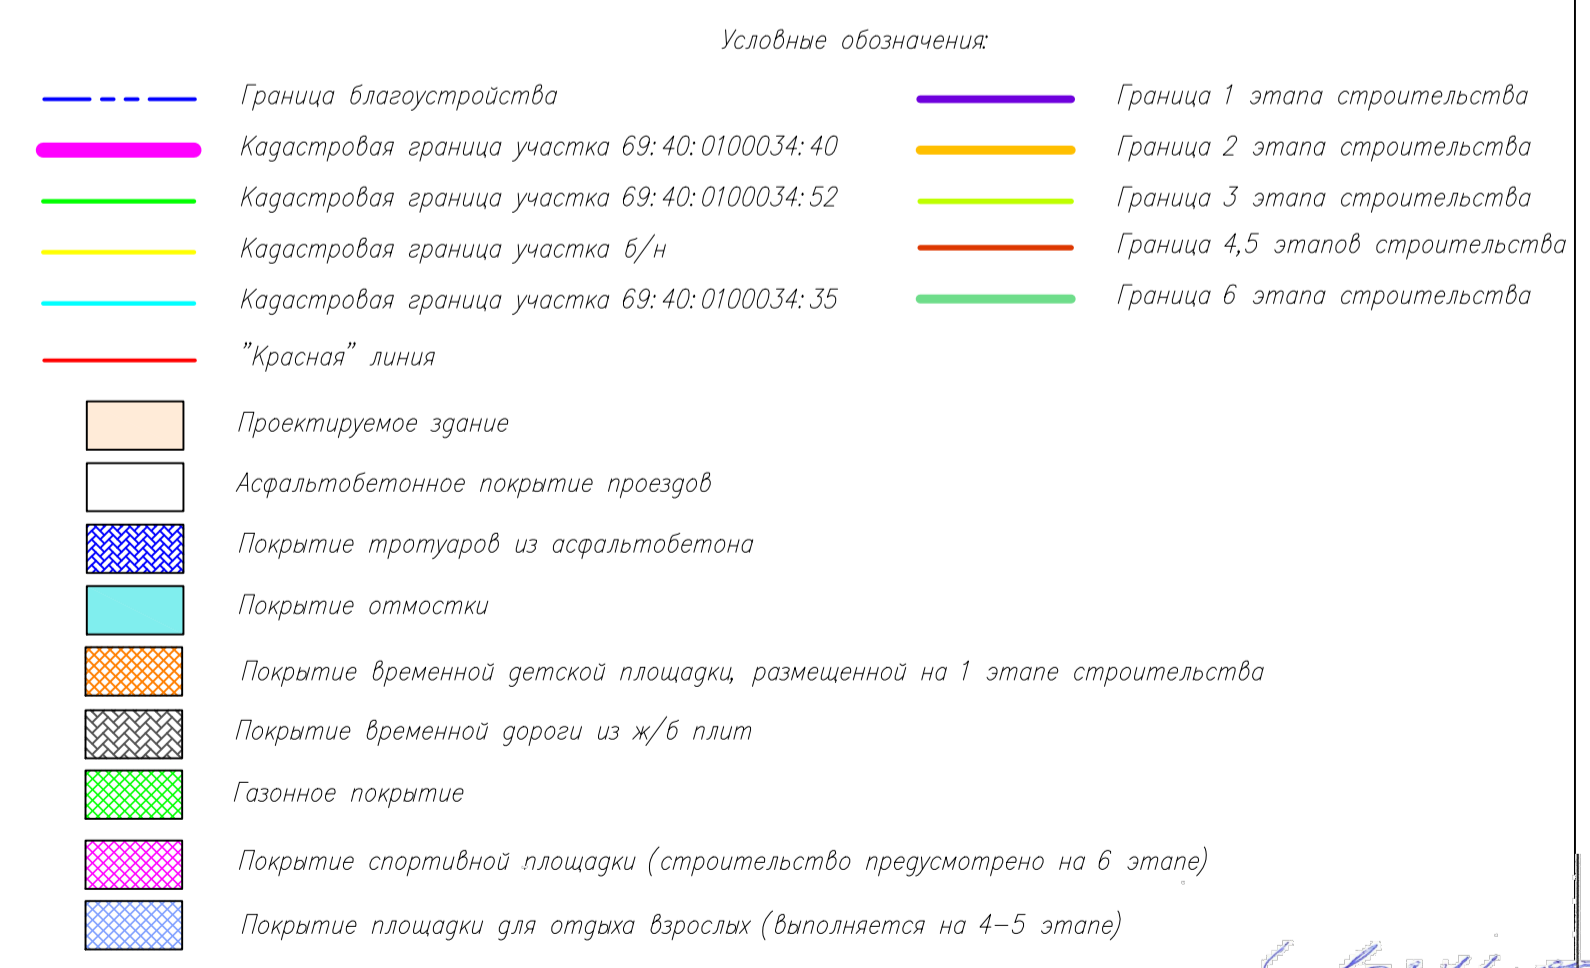 Условные обозначения:
Граница благоустройства
Кадастровая граница участка 69:40:0100034:40
Кадастровая граница участка 69:40:0100034:52
Кадастровая граница участка б/н
Кадастровая граница участка 69:40:0100034:35
"Красная" линия
Проектируемое здание
Асфальтобетонное покрытие проездов
Покрытие тротуаров из асфальтобетона
Покрытие отмостки
Покрытие временной детской площадки, размещенной на 1 этапе строительства
Покрытие временной дороги из ж/б плит
Газонное покрытие
Покрытие спортивной площадки (строительство предусмотрено на 6 этапе)
Покрытие площадки для отдыха взрослых (выполняется на 4-5 этапе)
Граница 1 этапа строительства
Граница 2 этапа строительства
Граница 3 этапа строительства
Граница 4,5 этапов строительства
Граница 6 этапа строительства